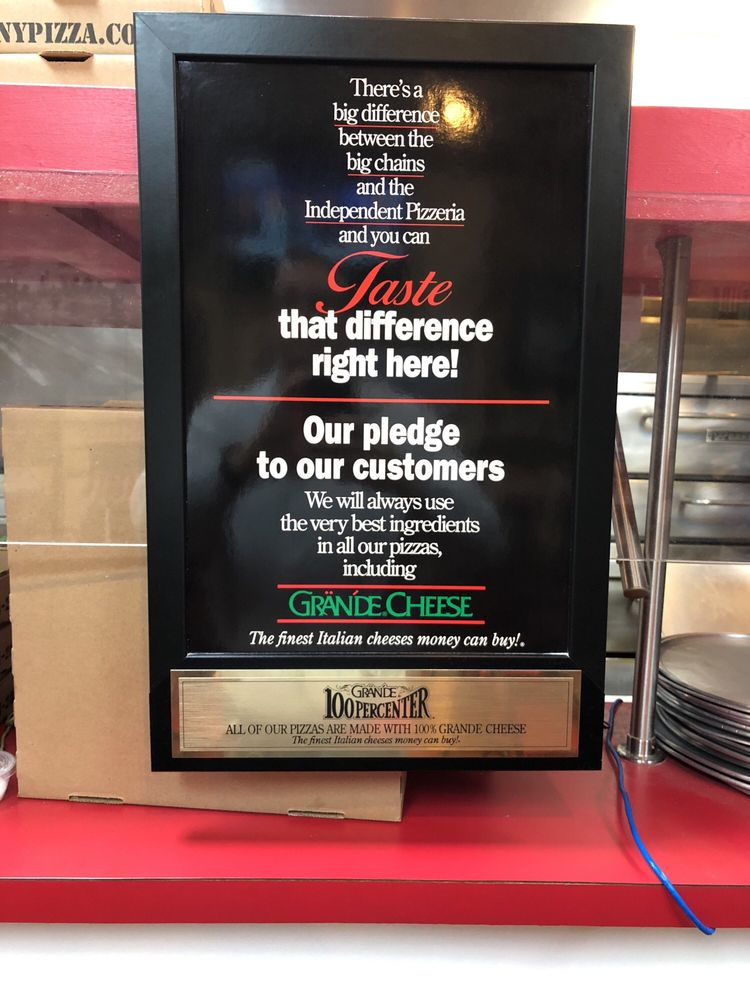 NYPIZZA.CO
There's a
big difference
between the
big chains
and the
Independent Pizzeria
and you can
Taste
that difference
right here!
Our pledge
to our customers
We will always use
the very best ingredients
in all our pizzas,
including
GRANDE CHEESE
The finest Italian cheeses money can buy!®
GRANDE
100 PERCENTER
ALL OF OUR PIZZAS ARE MADE WITH 100% GRANDE CHEESE
The finest Italian cheeses money can buy!®